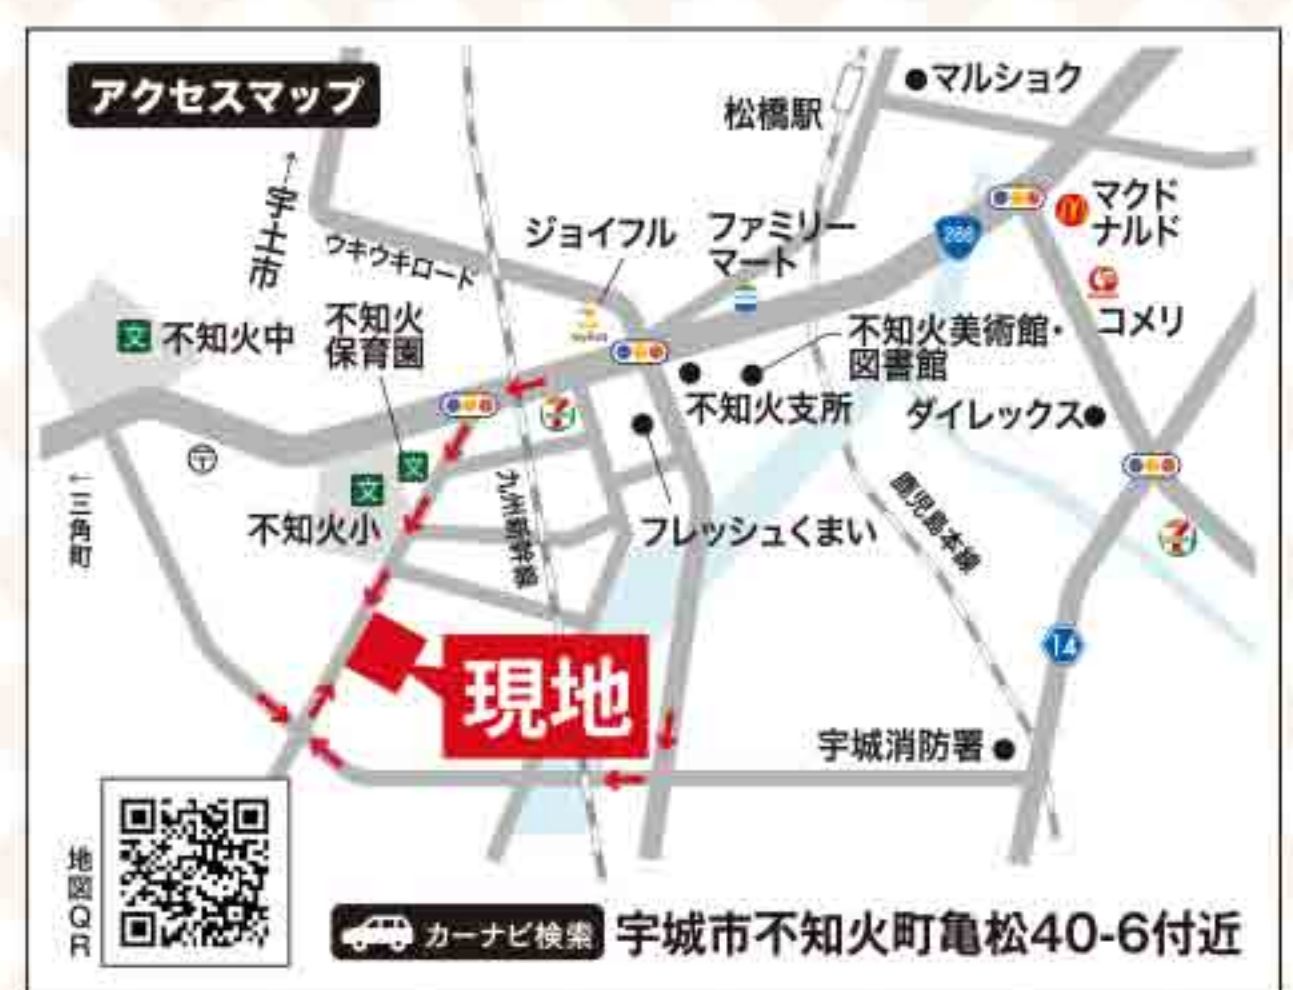 アクセスマップ
マルショク
松橋駅
←宇土市
ウキウキロード
ジョイフル
ファミリー
マート
266
マクド
ナルド
コメリ
文 不知火中
不知火
保育園
不知火美術館・
図書館
不知火支所
ダイレックス
文
文
不知火小
九州新幹線
フレッシュくまい
鹿児島本線
←三角町
14
現地
宇城消防署
地図QR
カーナビ検索 宇城市不知火町亀松40-6付近